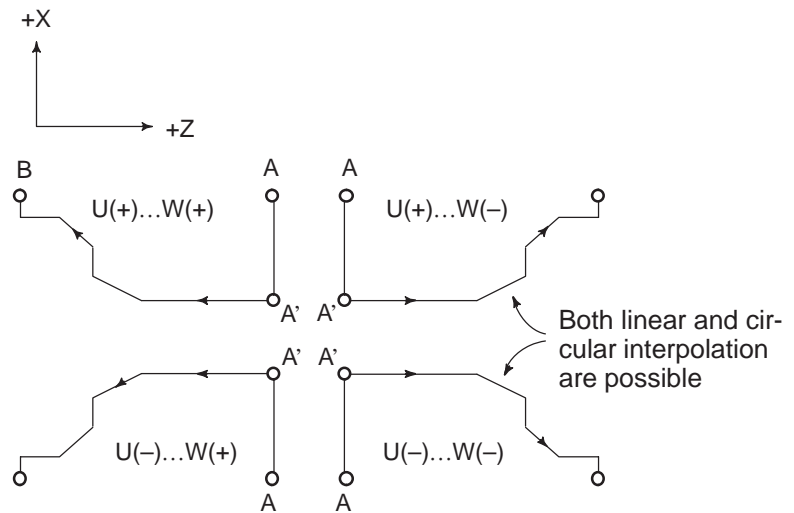 +X
+Z
B
A
A
U(+)…W(+)
U(+)…W(–)
A’
A’
Both linear and cir-
cular interpolation
are possible
A’
A’
U(–)…W(+)
U(–)…W(–)
A
A